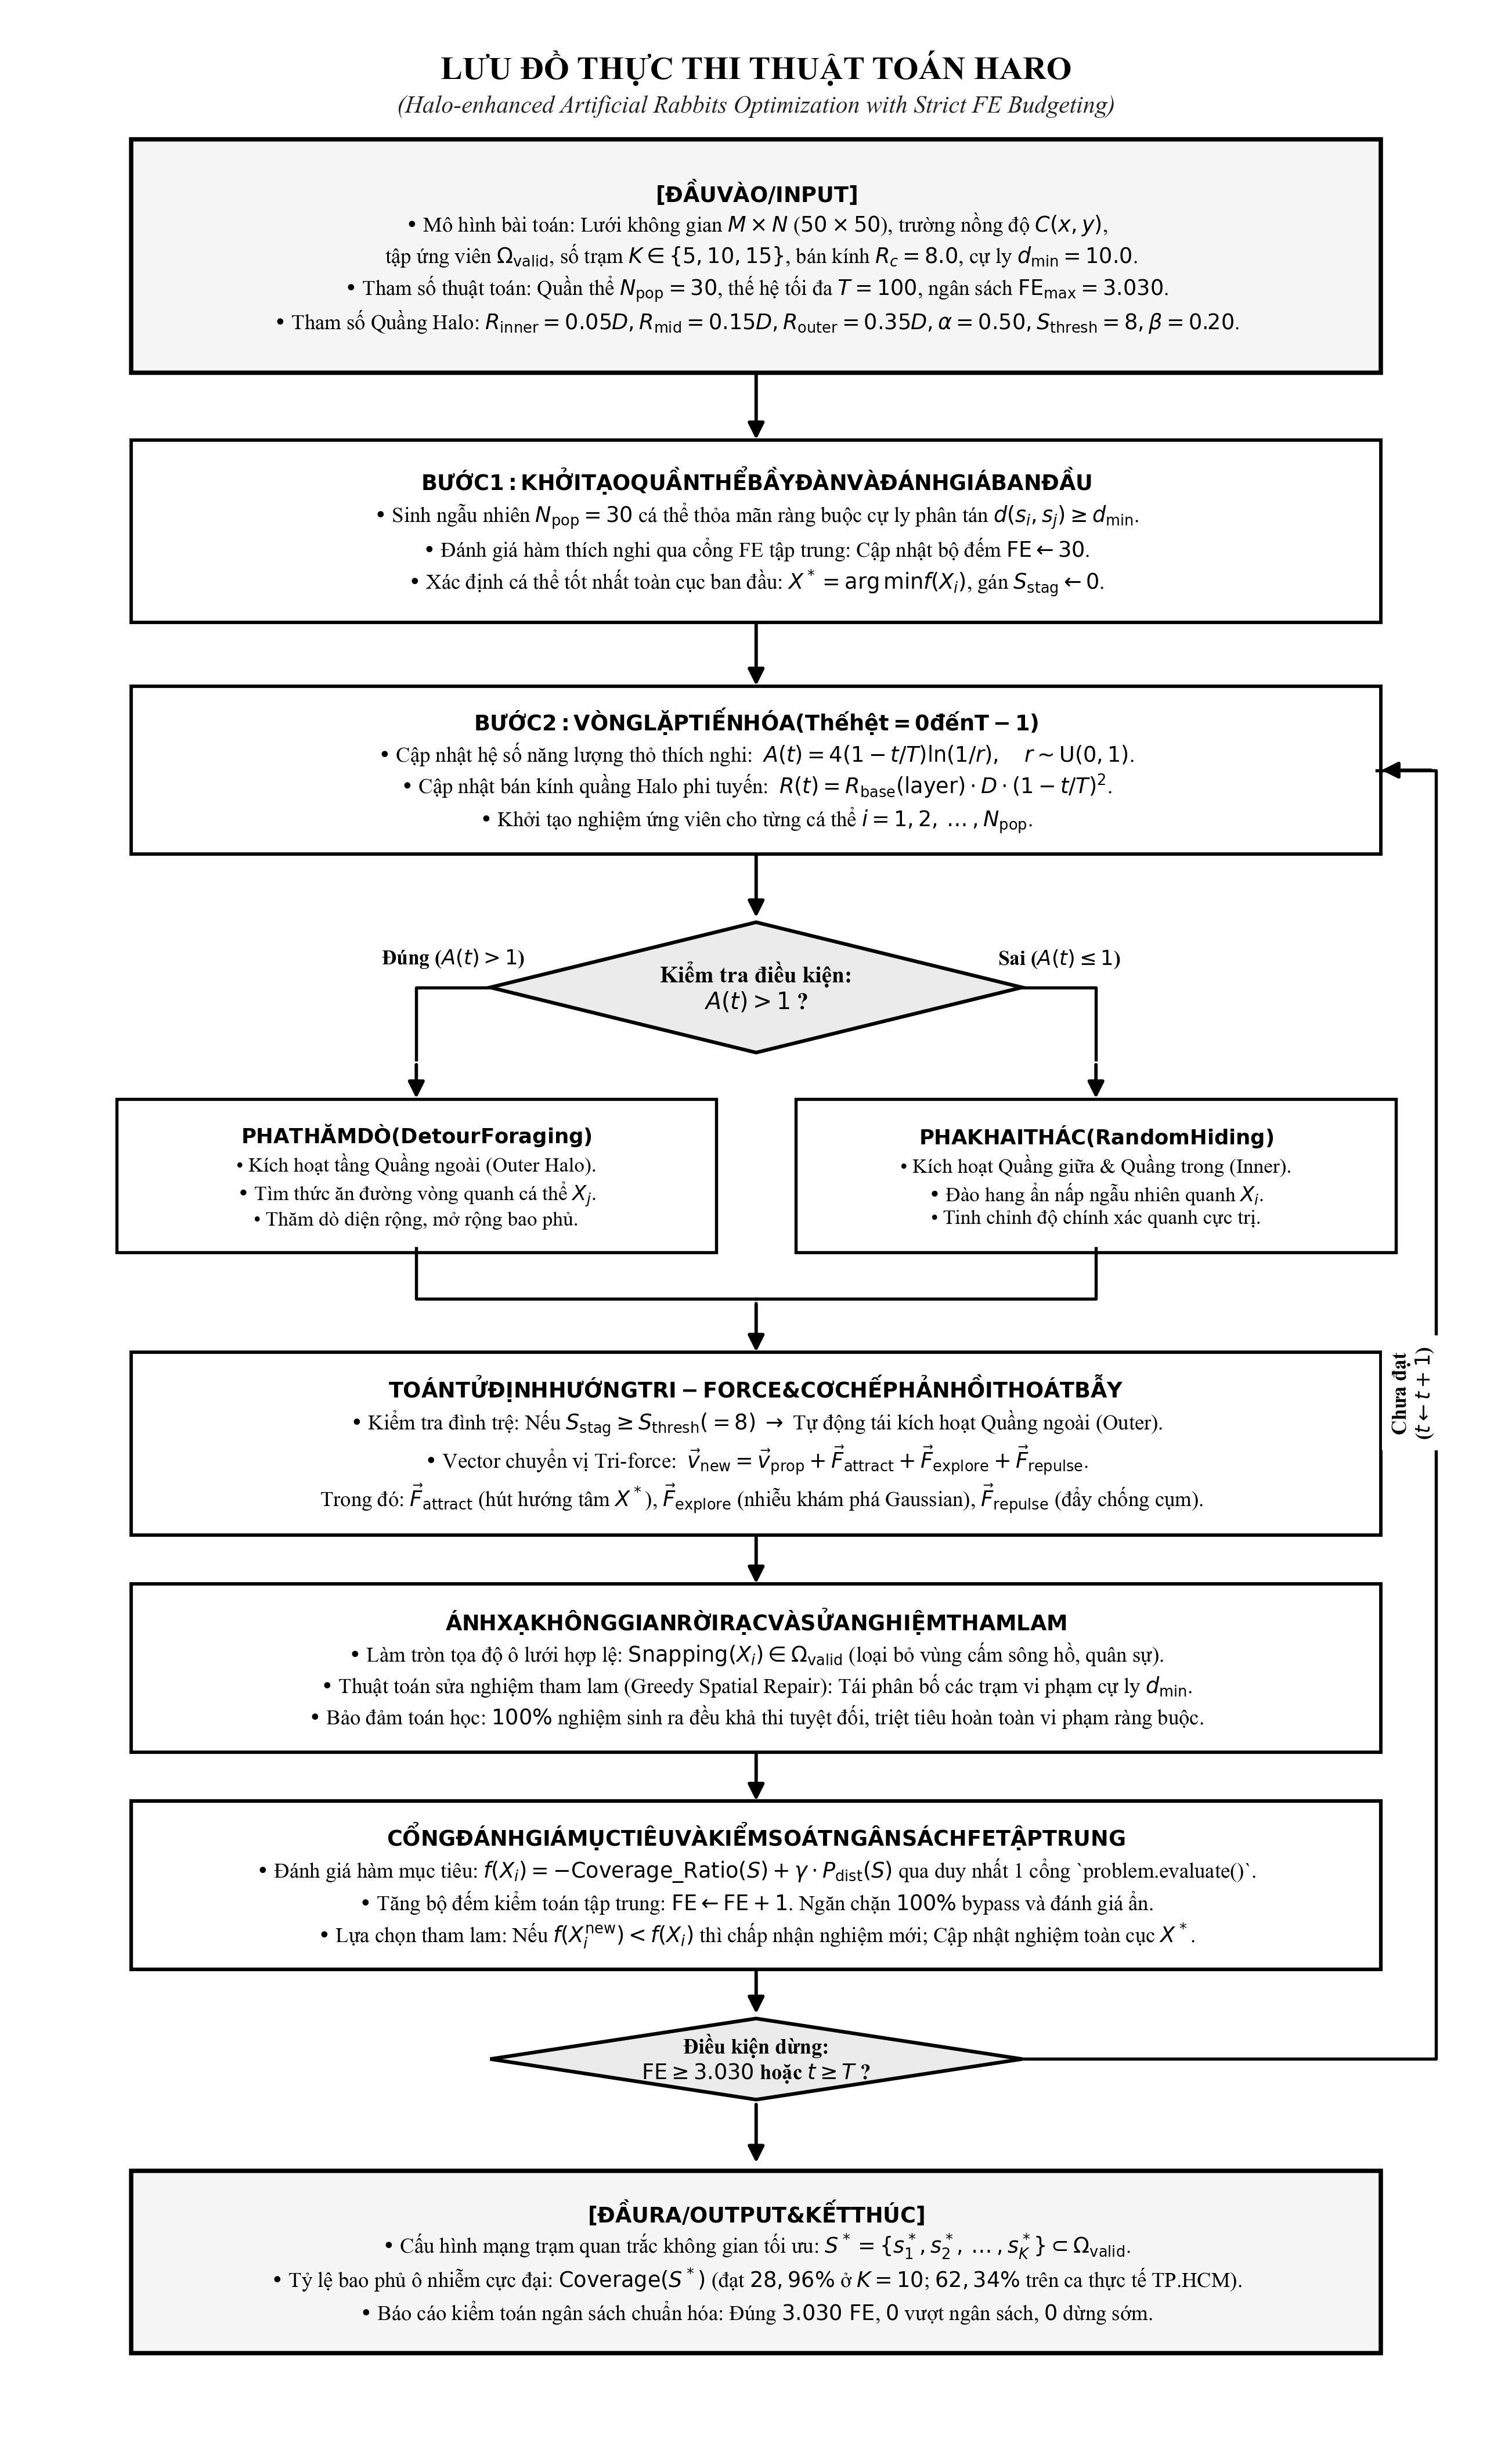 LƯU ĐỒ THỰC THI THUẬT TOÁN HARO
(Halo-enhanced Artificial Rabbits Optimization with Strict FE Budgeting)
[ĐẦUVÀO/INPUT]
• Mô hình bài toán: Lưới không gian M × N (50 × 50), trường nồng độ C(x, y),
tập ứng viên Ω_valid, số trạm K ∈ {5, 10, 15}, bán kính R_c = 8.0, cự ly d_min = 10.0.
• Tham số thuật toán: Quần thể N_pop = 30, thế hệ tối đa T = 100, ngân sách FE_max = 3.030.
• Tham số Quầng Halo: R_inner = 0.05D, R_mid = 0.15D, R_outer = 0.35D, α = 0.50, S_thresh = 8, β = 0.20.
BƯỚC1 : KHỞITẠOQUẦNTHỂBẦYĐÀNVÀĐÁNHGIÁBANĐẦU
• Sinh ngẫu nhiên N_pop = 30 cá thể thỏa mãn ràng buộc cự ly phân tán d(s_i, s_j) ≥ d_min.
• Đánh giá hàm thích nghi qua cổng FE tập trung: Cập nhật bộ đếm FE ← 30.
• Xác định cá thể tốt nhất toàn cục ban đầu: X* = arg minf(X_i), gán S_stag ← 0.
BƯỚC2 : VÒNGLẶPTIẾNHÓA(Thếhệt = 0đếnT − 1)
• Cập nhật hệ số năng lượng thỏ thích nghi: A(t) = 4(1 − t/T)ln(1/r), r ~ U(0, 1).
• Cập nhật bán kính quầng Halo phi tuyến: R(t) = R_base(layer) · D · (1 − t/T)².
• Khởi tạo nghiệm ứng viên cho từng cá thể i = 1, 2, …, N_pop.
Đúng (A(t) > 1)
Sai (A(t) ≤ 1)
Kiểm tra điều kiện:
A(t) > 1 ?
PHATHĂMDÒ(DetourForaging)
• Kích hoạt tầng Quầng ngoài (Outer Halo).
• Tìm thức ăn đường vòng quanh cá thể X_j.
• Thăm dò diện rộng, mở rộng bao phủ.
PHAKHAITHÁC(RandomHiding)
• Kích hoạt Quầng giữa & Quầng trong (Inner).
• Đào hang ẩn nấp ngẫu nhiên quanh X_i.
• Tinh chỉnh độ chính xác quanh cực trị.
TOÁNTỬĐỊNHHƯỚNGTRI − FORCE&CƠCHẾPHẢNHỒITHOÁTBẪY
• Kiểm tra đình trệ: Nếu S_stag ≥ S_thresh( = 8) → Tự động tái kích hoạt Quầng ngoài (Outer).
• Vector chuyển vị Tri-force: v⃗_new = v⃗_prop + F⃗_attract + F⃗_explore + F⃗_repulse.
Trong đó: F⃗_attract (hút hướng tâm X*), F⃗_explore (nhiễu khám phá Gaussian), F⃗_repulse (đẩy chống cụm).
Chưa đạt
(t ← t + 1)
ÁNHXẠKHÔNGGIANRỜIRẠCVÀSỬANGHIỆMTHAMLAM
• Làm tròn tọa độ ô lưới hợp lệ: Snapping(X_i) ∈ Ω_valid (loại bỏ vùng cấm sông hồ, quân sự).
• Thuật toán sửa nghiệm tham lam (Greedy Spatial Repair): Tái phân bố các trạm vi phạm cự ly d_min.
• Bảo đảm toán học: 100% nghiệm sinh ra đều khả thi tuyệt đối, triệt tiêu hoàn toàn vi phạm ràng buộc.
CỔNGĐÁNHGIÁMỤCTIÊUVÀKIỂMSOÁTNGÂNSÁCHFETẬPTRUNG
• Đánh giá hàm mục tiêu: f(X_i) = −Coverage_Ratio(S) + γ · P_dist(S) qua duy nhất 1 cổng `problem.evaluate()`.
• Tăng bộ đếm kiểm toán tập trung: FE ← FE + 1. Ngăn chặn 100% bypass và đánh giá ẩn.
• Lựa chọn tham lam: Nếu f(X_i^new) < f(X_i) thì chấp nhận nghiệm mới; Cập nhật nghiệm toàn cục X*.
Điều kiện dừng:
FE ≥ 3.030 hoặc t ≥ T ?
[ĐẦURA/OUTPUT&KẾTTHÚC]
• Cấu hình mạng trạm quan trắc không gian tối ưu: S* = {s₁*, s₂*, …, s_K*} ⊂ Ω_valid.
• Tỷ lệ bao phủ ô nhiễm cực đại: Coverage(S*) (đạt 28, 96% ở K = 10; 62, 34% trên ca thực tế TP.HCM).
• Báo cáo kiểm toán ngân sách chuẩn hóa: Đúng 3.030 FE, 0 vượt ngân sách, 0 dừng sớm.